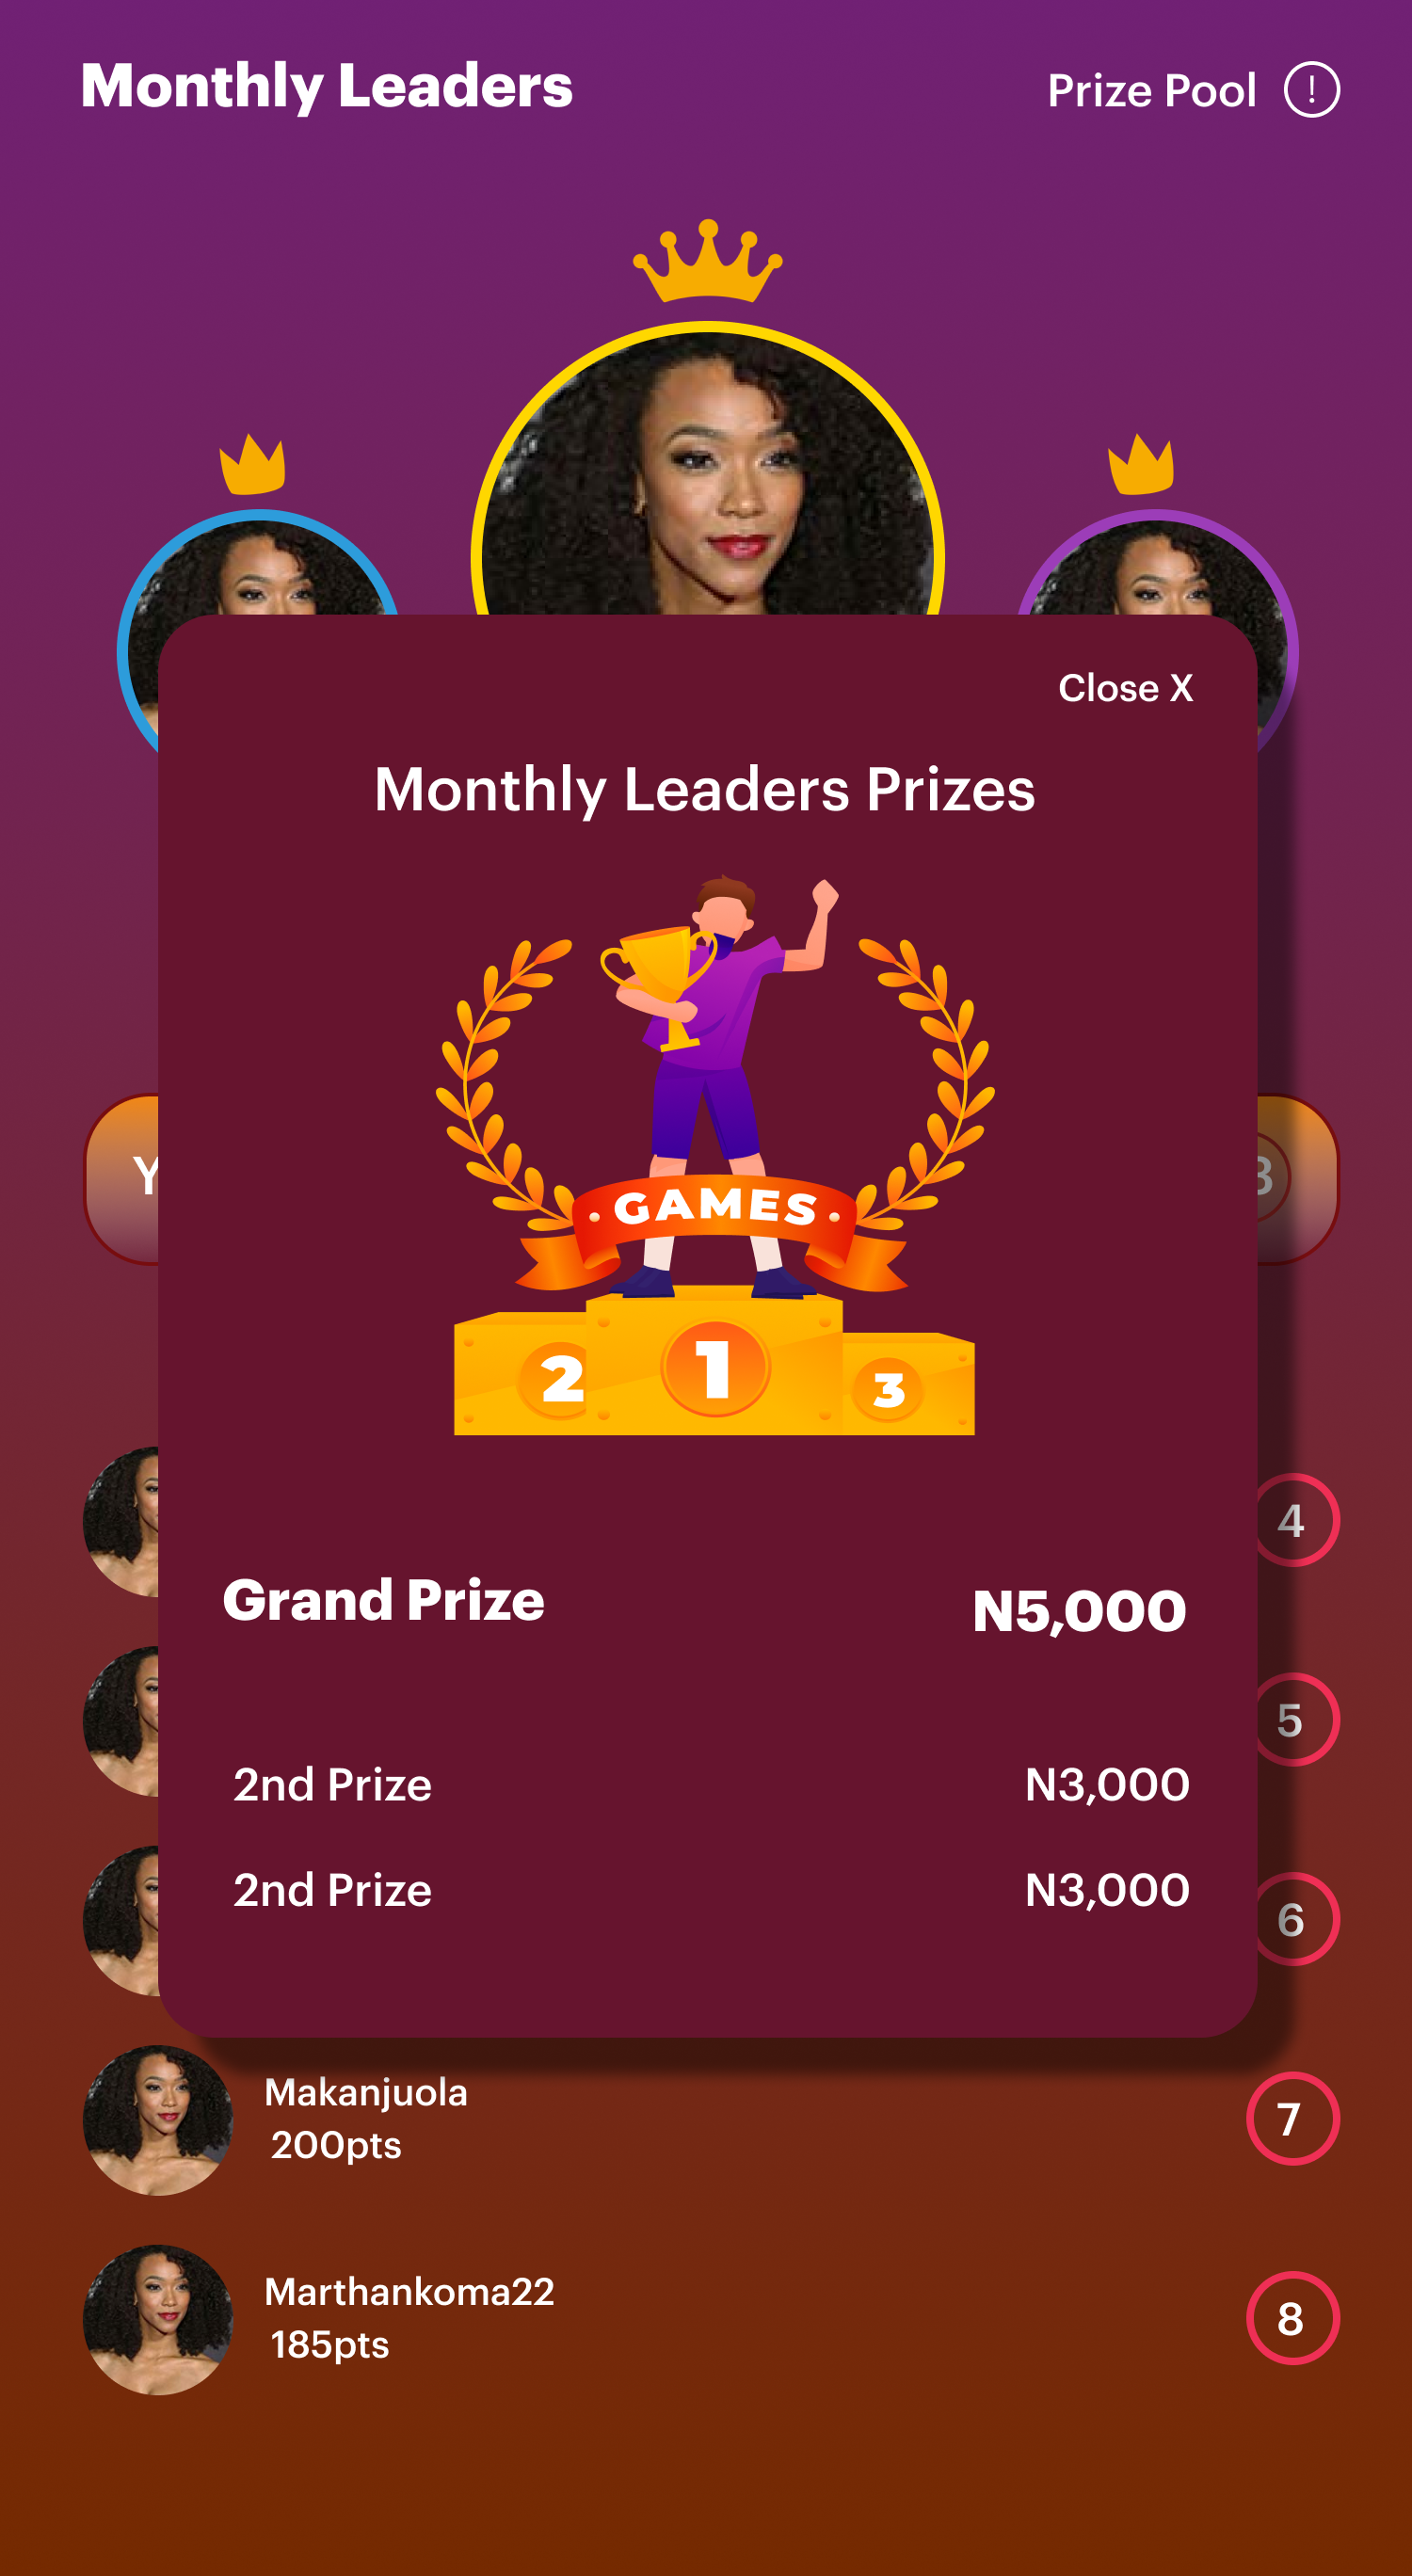 Monthly Leaders
Prize Pool !
Close X
Monthly Leaders Prizes
GAMES
2 1 3
Grand Prize N5,000
2nd Prize N3,000
2nd Prize N3,000
4
5
6
Makanjuola
200pts
7
Marthankoma22
185pts
8